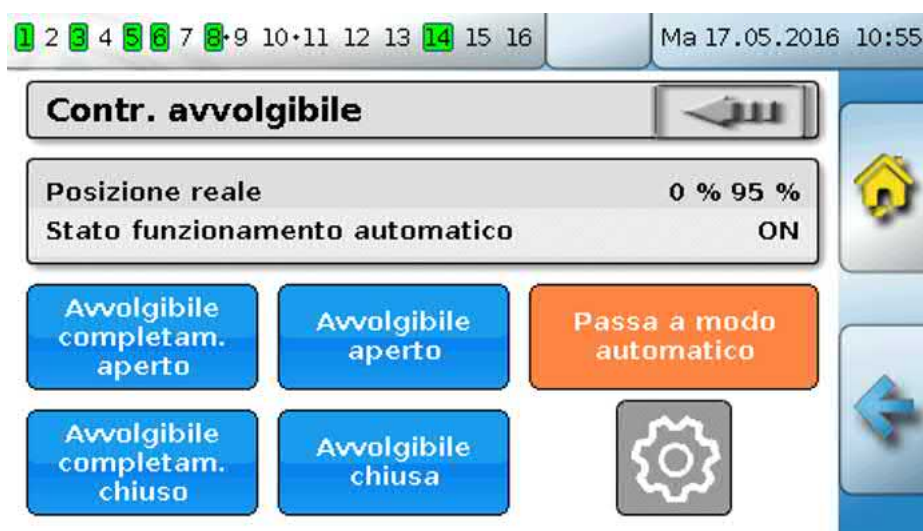 1 2 3 4 5 6 7 8·9 10·11 12 13 14 15 16 Ma 17.05.2016 10:55
Contr. avvolgibile
Posizione reale 0 % 95 %
Stato funzionamento automatico ON
Avvolgibile
completam.
aperto
Avvolgibile
aperto
Passa a modo
automatico
Avvolgibile
completam.
chiuso
Avvolgibile
chiusa